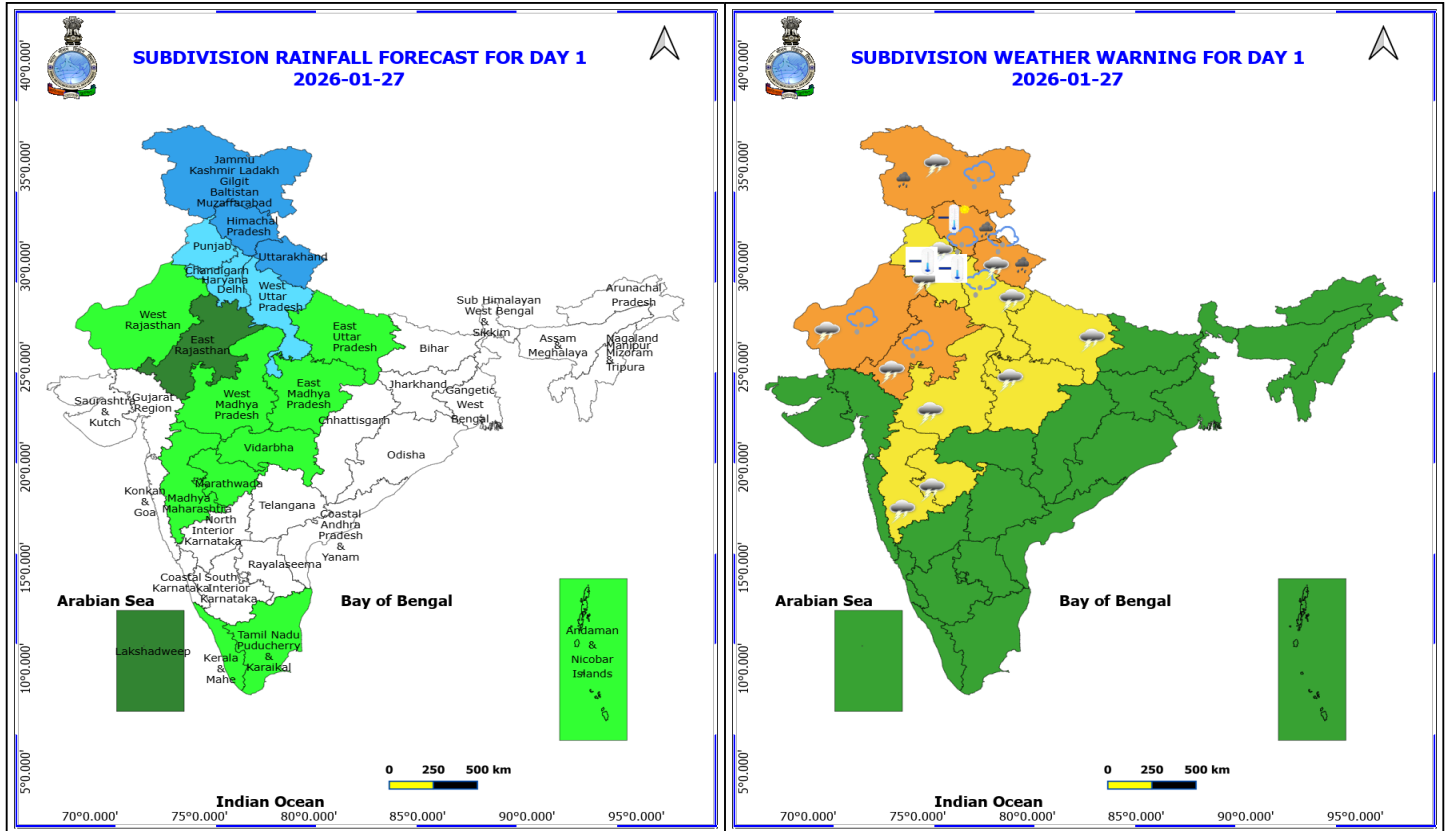 SUBDIVISION RAINFALL FORECAST FOR DAY 1
2026-01-27
40°0.000'
35°0.000'
30°0.000'
25°0.000'
20°0.000'
15°0.000'
10°0.000'
5°0.000'
Jammu
Kashmir Ladakh
Gilgit
Baltistan
Muzaffarabad
Himachal
Pradesh
Punjab
Uttarakhand
Chandigarh
Haryana
Delhi
West
Uttar
Pradesh
West
Rajasthan
East
Rajasthan
East
Uttar
Pradesh
Bihar
Sub Himalayan
West Bengal
&
Sikkim
Arunachal
Pradesh
Assam
&
Meghalaya
Nagaland
Manipur
Mizoram
&
Tripura
Saurashtra
&
Kutch
Gujarat
Region
West
Madhya
Pradesh
East
Madhya
Pradesh
Jharkhand
Gangetic
West
Bengal
Chhattisgarh
Odisha
Vidarbha
Marathwada
Madhya
Maharashtra
Konkan
&
Goa
North
Interior
Karnataka
Telangana
Coastal
Andhra
Pradesh
&
Yanam
Rayalaseema
Coastal
Karnataka
South
Interior
Karnataka
Arabian Sea
Bay of Bengal
Lakshadweep
Kerala
&
Mahe
Tamil Nadu
Puducherry
&
Karaikal
Andaman
&
Nicobar
Islands
0 250 500 km
Indian Ocean
70°0.000' 75°0.000' 80°0.000' 85°0.000' 90°0.000' 95°0.000'
SUBDIVISION WEATHER WARNING FOR DAY 1
2026-01-27
40°0.000'
35°0.000'
30°0.000'
25°0.000'
20°0.000'
15°0.000'
10°0.000'
5°0.000'
Arabian Sea
Bay of Bengal
0 250 500 km
Indian Ocean
70°0.000' 75°0.000' 80°0.000' 85°0.000' 90°0.000' 95°0.000'